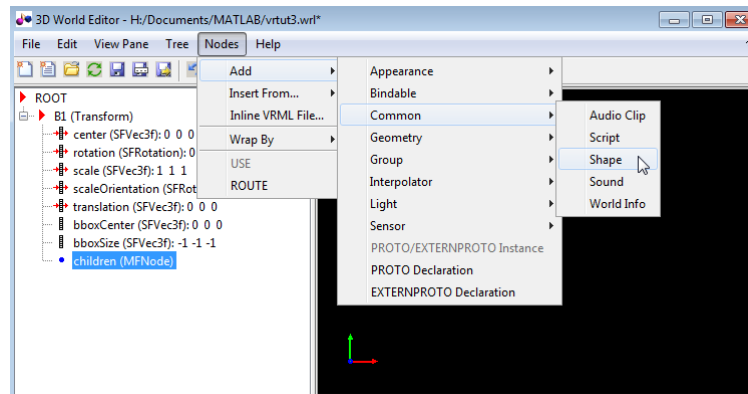 3D World Editor - H:/Documents/MATLAB/vrtut3.wrl*
File Edit View Pane Tree Nodes Help
Add
Insert From...
Inline VRML File...
Wrap By
USE
ROUTE
Appearance
Bindable
Common
Geometry
Group
Interpolator
Light
Sensor
PROTO/EXTERNPROTO Instance
PROTO Declaration
EXTERNPROTO Declaration
Audio Clip
Script
Shape
Sound
World Info
ROOT
B1 (Transform)
center (SFVec3f): 0 0 0
rotation (SFRotation): 0
scale (SFVec3f): 1 1 1
scaleOrientation (SFRot
translation (SFVec3f): 0 0 0
bboxCenter (SFVec3f): 0 0 0
bboxSize (SFVec3f): -1 -1 -1
children (MFNode)